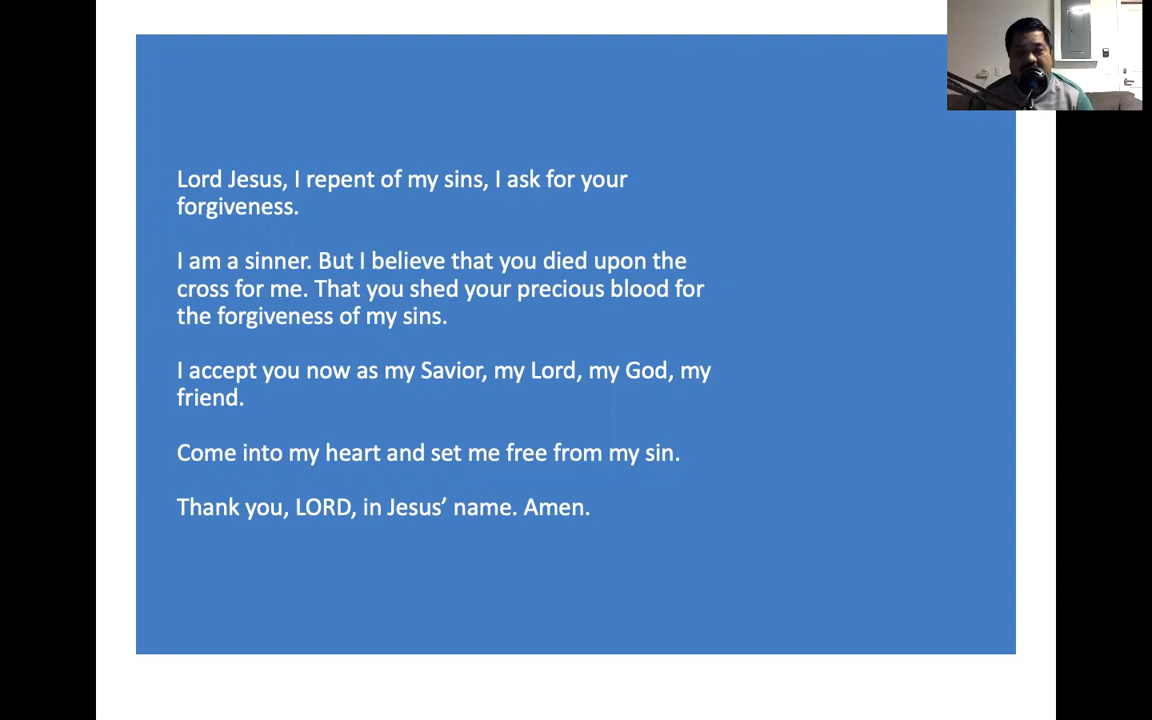 Lord Jesus, I repent of my sins, I ask for your
forgiveness.
I am a sinner. But I believe that you died upon the
cross for me. That you shed your precious blood for
the forgiveness of my sins.
I accept you now as my Savior, my Lord, my God, my
friend.
Come into my heart and set me free from my sin.
Thank you, LORD, in Jesus’ name. Amen.